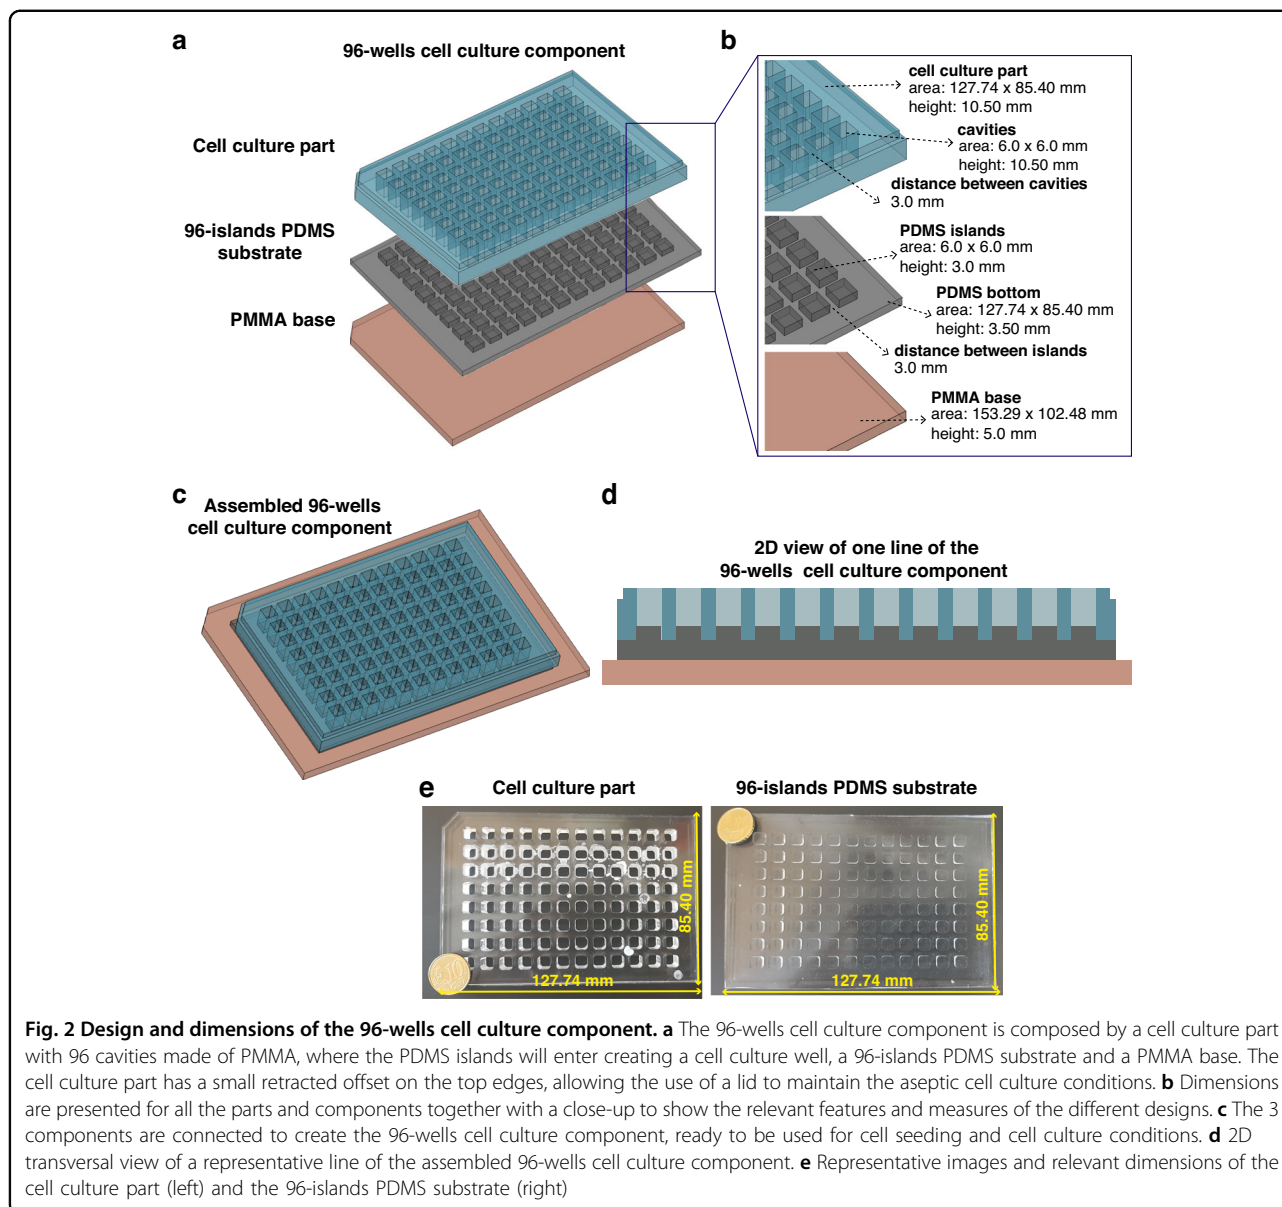 a
96-wells cell culture component
Cell culture part
96-islands PDMS
substrate
PMMA base
b
cell culture part
area: 127.74 x 85.40 mm
height: 10.50 mm
cavities
area: 6.0 x 6.0 mm
height: 10.50 mm
distance between cavities
3.0 mm
PDMS islands
area: 6.0 x 6.0 mm
height: 3.0 mm
PDMS bottom
area: 127.74 x 85.40 mm
height: 3.50 mm
distance between islands
3.0 mm
PMMA base
area: 153.29 x 102.48 mm
height: 5.0 mm
c
Assembled 96-wells
cell culture component
d
2D view of one line of the
96-wells cell culture component
e
Cell culture part
85.40 mm
127.74 mm
10
96-islands PDMS substrate
85.40 mm
127.74 mm
Fig. 2 Design and dimensions of the 96-wells cell culture component. a The 96-wells cell culture component is composed by a cell culture part
with 96 cavities made of PMMA, where the PDMS islands will enter creating a cell culture well, a 96-islands PDMS substrate and a PMMA base. The
cell culture part has a small retracted offset on the top edges, allowing the use of a lid to maintain the aseptic cell culture conditions. b Dimensions
are presented for all the parts and components together with a close-up to show the relevant features and measures of the different designs. c The 3
components are connected to create the 96-wells cell culture component, ready to be used for cell seeding and cell culture conditions. d 2D
transversal view of a representative line of the assembled 96-wells cell culture component. e Representative images and relevant dimensions of the
cell culture part (left) and the 96-islands PDMS substrate (right)